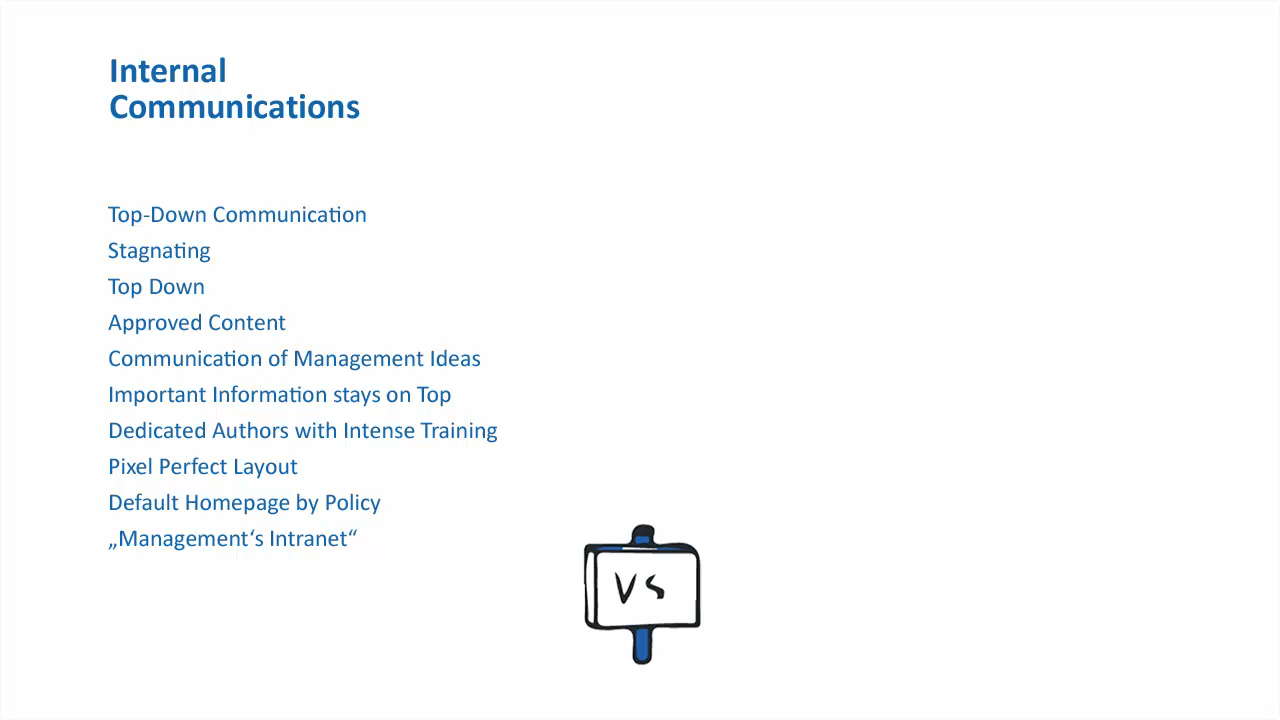 Internal
Communications
Top-Down Communication
Stagnating
Top Down
Approved Content
Communication of Management Ideas
Important Information stays on Top
Dedicated Authors with Intense Training
Pixel Perfect Layout
Default Homepage by Policy
„Management‘s Intranet“
VS